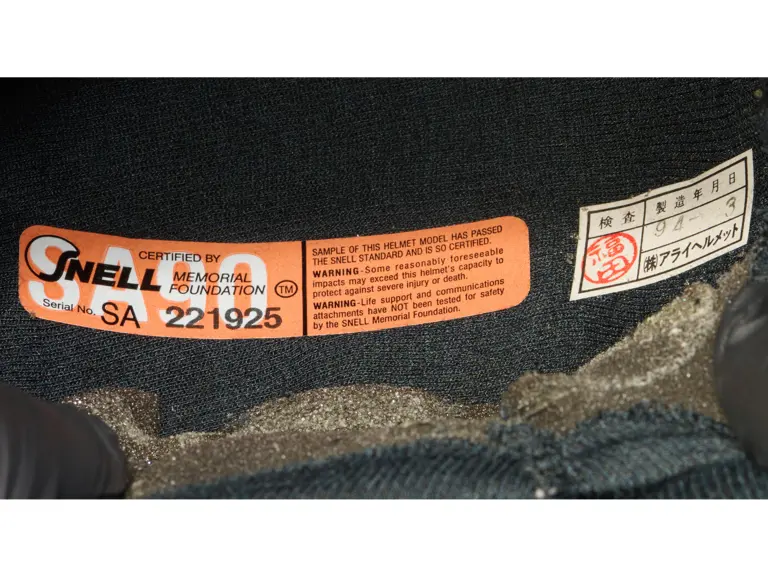 SA90
CERTIFIED BY
SNELL MEMORIAL
FOUNDATION TM
Serial No. SA 221925
SAMPLE OF THIS HELMET MODEL HAS PASSED
THE SNELL STANDARD AND IS SO CERTIFIED.
WARNING-Some reasonably foreseeable
impacts may exceed this helmet's capacity to
protect against severe injury or death.
WARNING-Life support and communications
attachments have NOT been tested for safety
by the SNELL Memorial Foundation.
検査 製造年月日
福田 94-3
㈱アライヘルメット